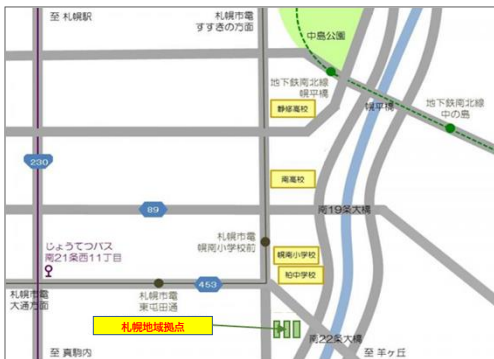 至 札幌駅
札幌市電
すすきの方面
中島公園
地下鉄南北線
幌平橋
幌平橋
地下鉄南北線
中の島
静修高校
230
南高校
89
南19条大橋
札幌市電
幌南小学校前
じょうてつバス
南21条西11丁目
幌南小学校
柏中学校
453
札幌市電
大通方面
札幌市電
東屯田通
札幌地域拠点
南22条大橋
至 真駒内
至 羊ヶ丘